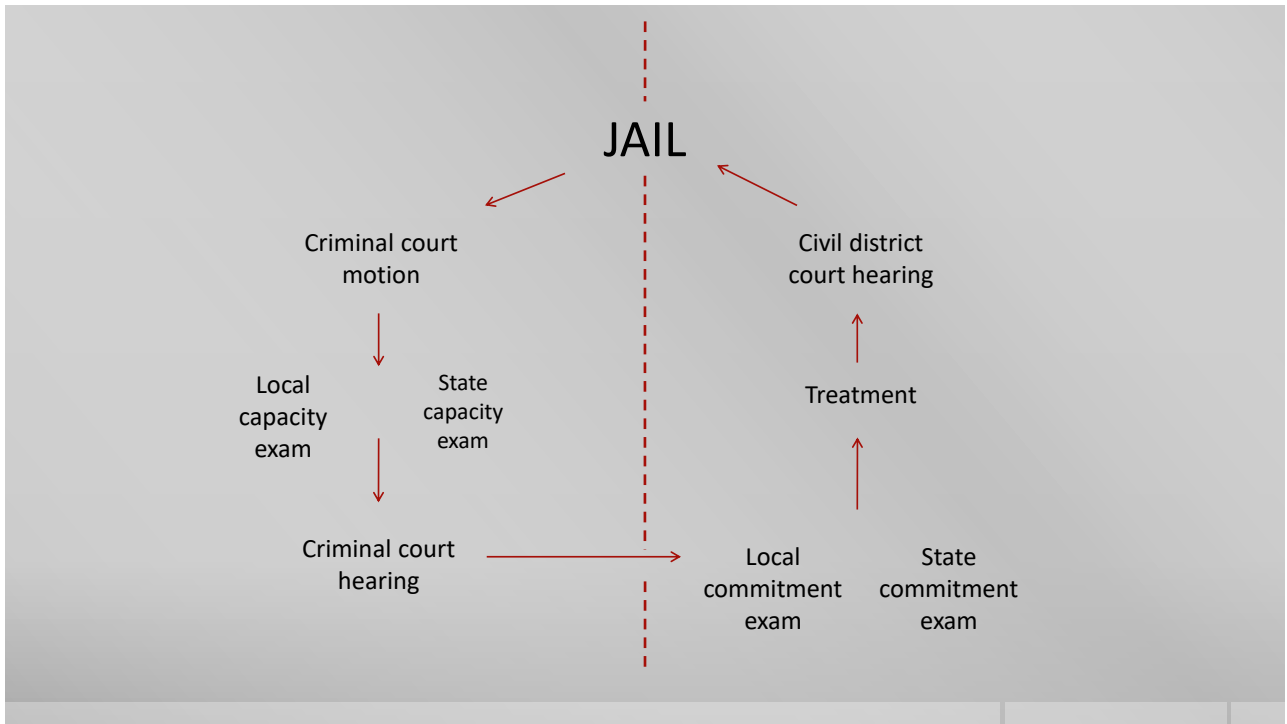 JAIL
Criminal court
motion
Civil district
court hearing
Local
capacity
exam
State
capacity
exam
Treatment
Criminal court
hearing
Local
commitment
exam
State
commitment
exam